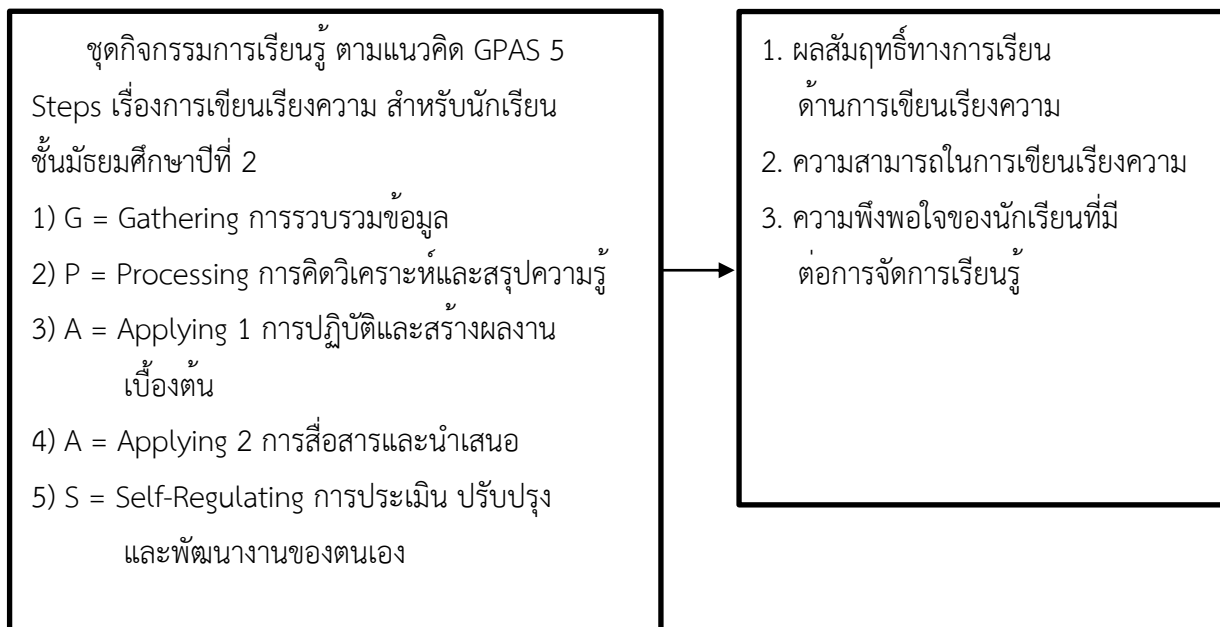 ชุดกิจกรรมการเรียนรู้ ตามแนวคิด GPAS 5
Steps เรื่องการเขียนเรียงความ สำหรับนักเรียน
ชั้นมัธยมศึกษาปีที่ 2
1) G = Gathering การรวบรวมข้อมูล
2) P = Processing การคิดวิเคราะห์และสรุปความรู้
3) A = Applying 1 การปฏิบัติและสร้างผลงาน
เบื้องต้น
4) A = Applying 2 การสื่อสารและนำเสนอ
5) S = Self-Regulating การประเมิน ปรับปรุง
และพัฒนางานของตนเอง
1. ผลสัมฤทธิ์ทางการเรียน
ด้านการเขียนเรียงความ
2. ความสามารถในการเขียนเรียงความ
3. ความพึงพอใจของนักเรียนที่มี
ต่อการจัดการเรียนรู้